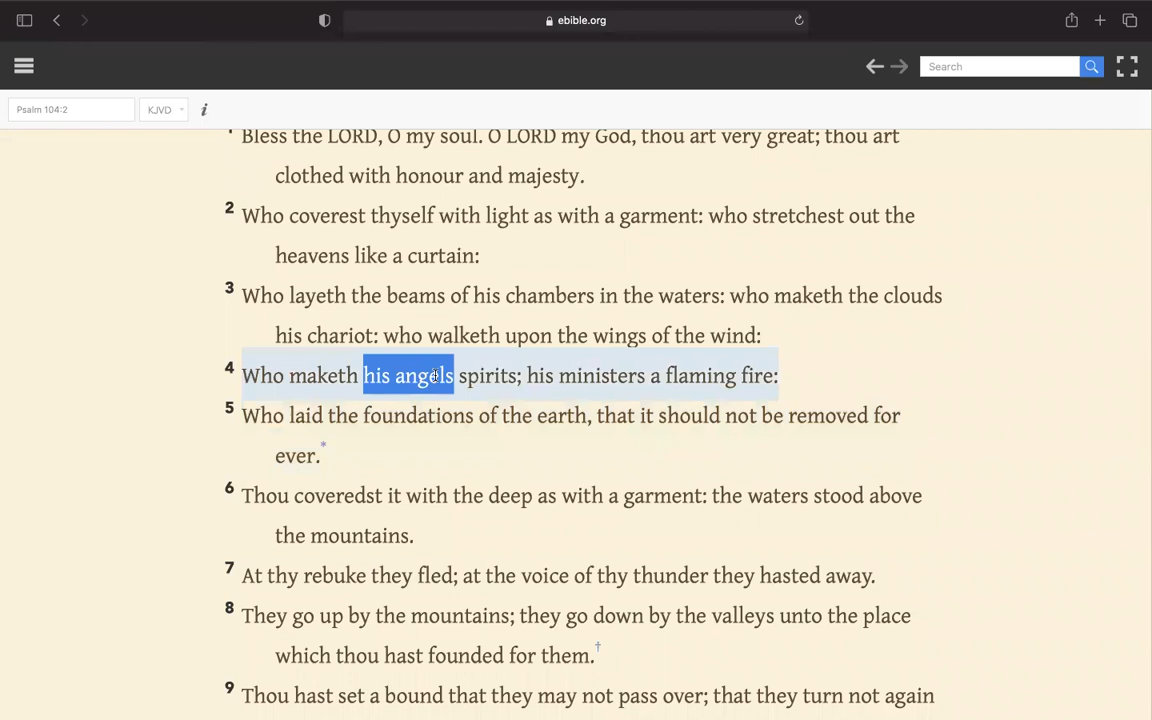 ebible.org
Search
Psalm 104:2 KJVD i
1 Bless the LORD, O my soul. O LORD my God, thou art very great; thou art
clothed with honour and majesty.
2 Who coverest thyself with light as with a garment: who stretchest out the
heavens like a curtain:
3 Who layeth the beams of his chambers in the waters: who maketh the clouds
his chariot: who walketh upon the wings of the wind:
4 Who maketh his angels spirits; his ministers a flaming fire:
5 Who laid the foundations of the earth, that it should not be removed for
ever.*
6 Thou coveredst it with the deep as with a garment: the waters stood above
the mountains.
7 At thy rebuke they fled; at the voice of thy thunder they hasted away.
8 They go up by the mountains; they go down by the valleys unto the place
which thou hast founded for them.†
9 Thou hast set a bound that they may not pass over; that they turn not again